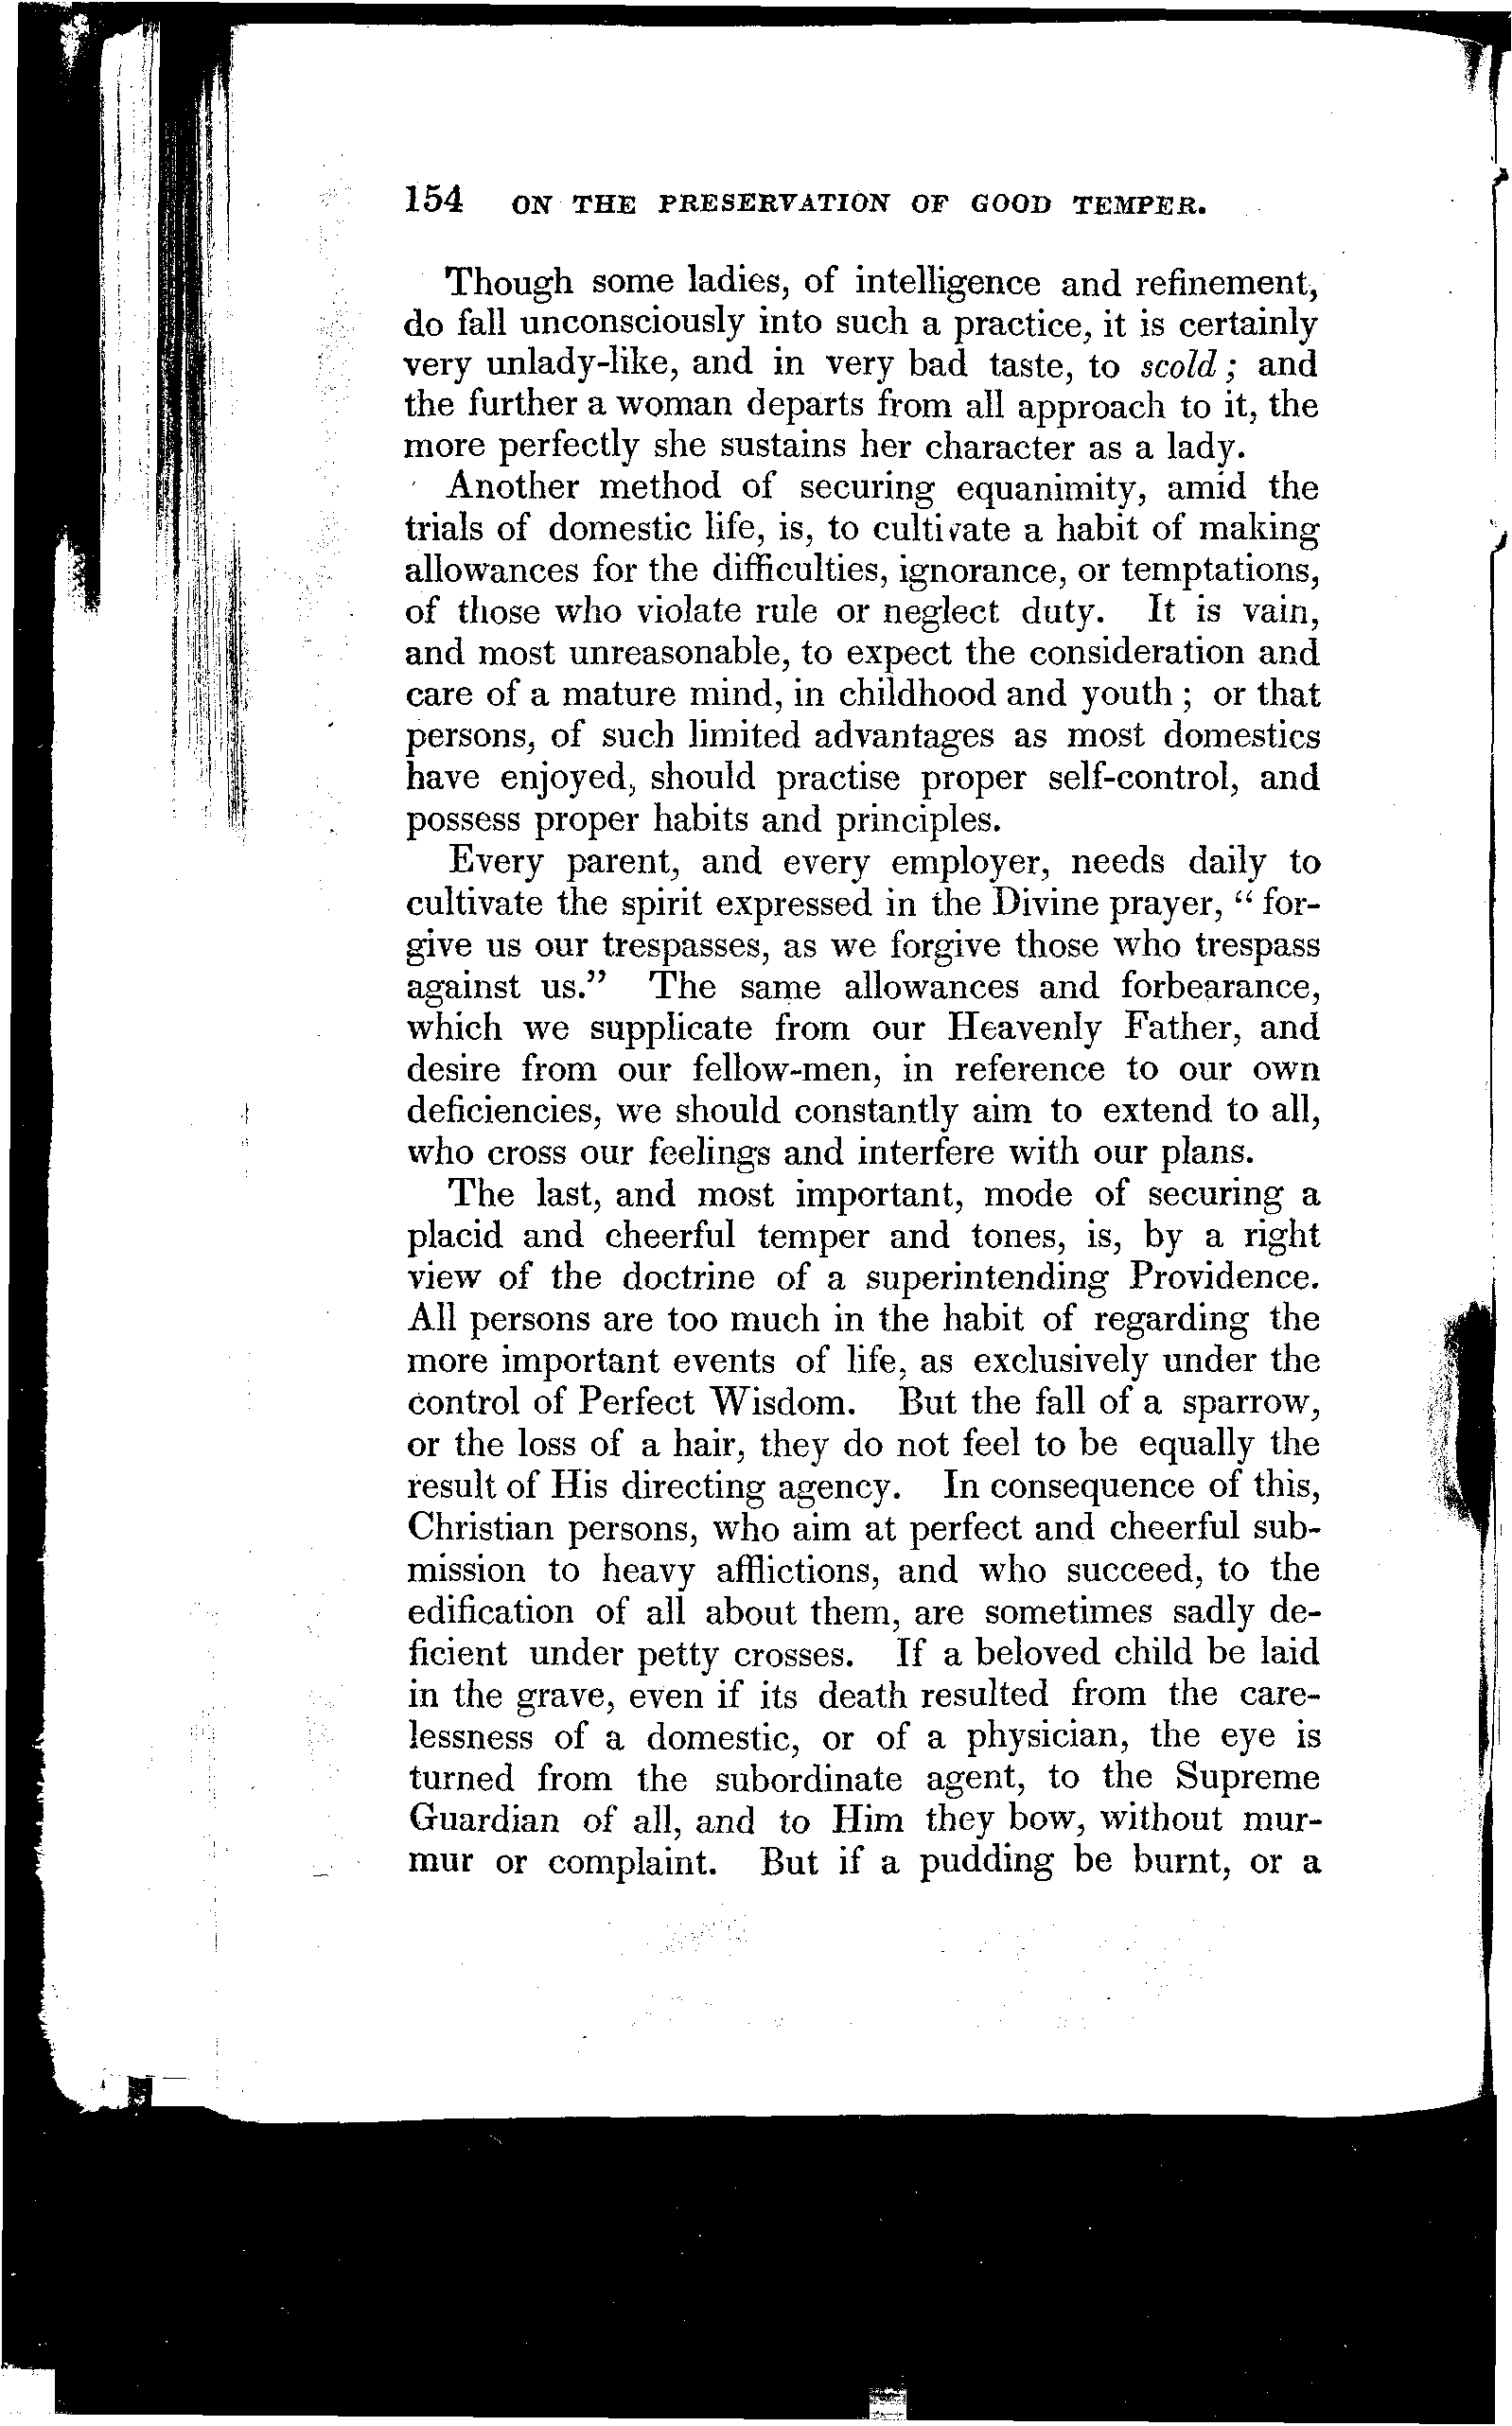 154 ON THE PRESERVATION OF GOOD TEMPER.
Though some ladies, of intelligence and refinement,
do fall unconsciously into such a practice, it is certainly
very unlady-like, and in very bad taste, to scold; and
the further a woman departs from all approach to it, the
more perfectly she sustains her character as a lady.
Another method of securing equanimity, amid the
trials of domestic life, is, to cultivate a habit of making
allowances for the difficulties, ignorance, or temptations,
of those who violate rule or neglect duty. It is vain,
and most unreasonable, to expect the consideration and
care of a mature mind, in childhood and youth; or that
persons, of such limited advantages as most domestics
have enjoyed, should practise proper self-control, and
possess proper habits and principles.
Every parent, and every employer, needs daily to
cultivate the spirit expressed in the Divine prayer, "for-
give us our trespasses, as we forgive those who trespass
against us." The same allowances and forbearance,
which we supplicate from our Heavenly Father, and
desire from our fellow-men, in reference to our own
deficiencies, we should constantly aim to extend to all,
who cross our feelings and interfere with our plans.
The last, and most important, mode of securing a
placid and cheerful temper and tones, is, by a right
view of the doctrine of a superintending Providence.
All persons are too much in the habit of regarding the
more important events of life, as exclusively under the
control of Perfect Wisdom. But the fall of a sparrow,
or the loss of a hair, they do not feel to be equally the
result of His directing agency. In consequence of this,
Christian persons, who aim at perfect and cheerful sub-
mission to heavy afflictions, and who succeed, to the
edification of all about them, are sometimes sadly de-
ficient under petty crosses. If a beloved child be laid
in the grave, even if its death resulted from the care-
lessness of a domestic, or of a physician, the eye is
turned from the subordinate agent, to the Supreme
Guardian of all, and to Him they bow, without mur-
mur or complaint. But if a pudding be burnt, or a